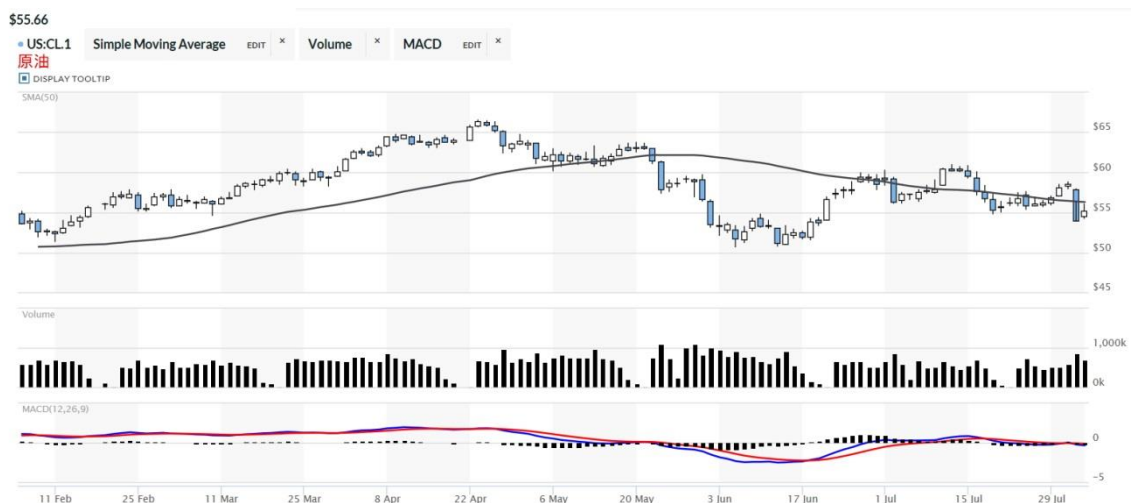 $55.66
US:CL.1 Simple Moving Average EDIT × Volume × MACD EDIT ×
原油
DISPLAY TOOLTIP
SMA(50)
$65
$60
$55
$50
$45
Volume
1,000k
0k
MACD(12,26,9)
0
−5
11 Feb 25 Feb 11 Mar 25 Mar 8 Apr 22 Apr 6 May 20 May 3 Jun 17 Jun 1 Jul 15 Jul 29 Jul